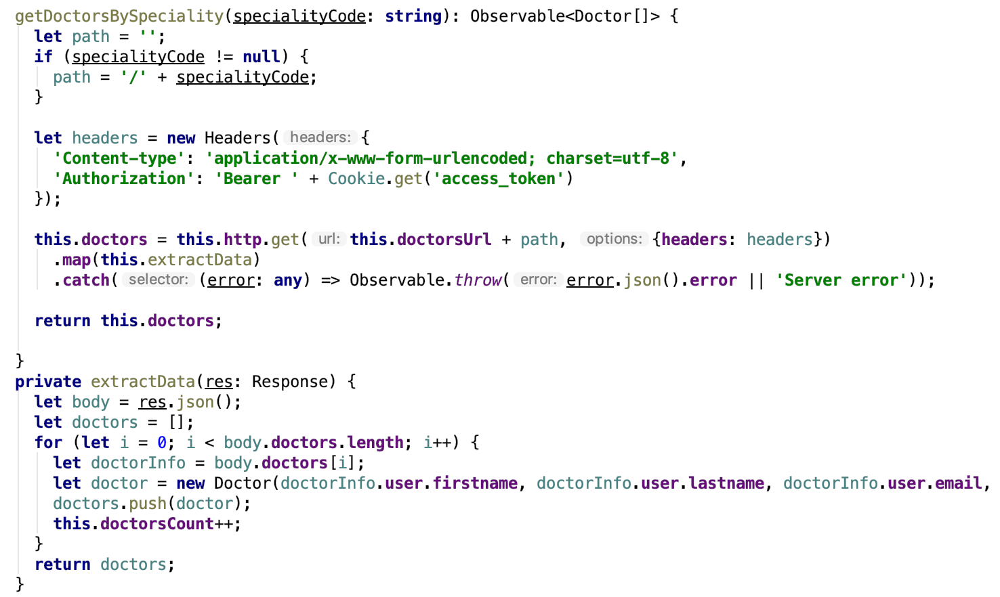 getDoctorsBySpeciality(specialityCode: string): Observable<Doctor[]> {
  let path = '';
  if (specialityCode != null) {
    path = '/' + specialityCode;
  }

  let headers = new Headers( headers: {
    'Content-type': 'application/x-www-form-urlencoded; charset=utf-8',
    'Authorization': 'Bearer ' + Cookie.get('access_token')
  });

  this.doctors = this.http.get( url: this.doctorsUrl + path, options: {headers: headers})
    .map(this.extractData)
    .catch( selector: (error: any) => Observable.throw( error: error.json().error || 'Server error'));

  return this.doctors;

}
private extractData(res: Response) {
  let body = res.json();
  let doctors = [];
  for (let i = 0; i < body.doctors.length; i++) {
    let doctorInfo = body.doctors[i];
    let doctor = new Doctor(doctorInfo.user.firstname, doctorInfo.user.lastname, doctorInfo.user.email,
    doctors.push(doctor);
    this.doctorsCount++;
  }
  return doctors;
}